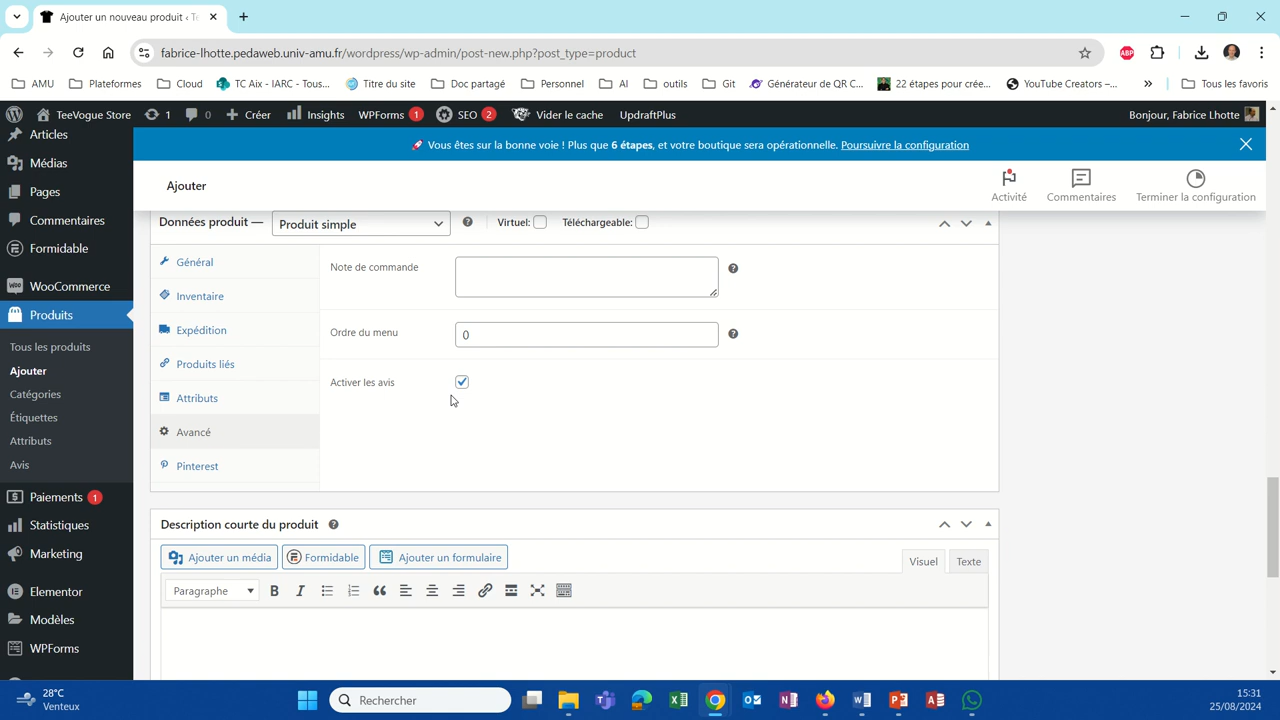 Ajouter un nouveau produit ‹ Te
fabrice-lhotte.pedaweb.univ-amu.fr/wordpress/wp-admin/post-new.php?post_type=product
ABP
AMU Plateformes Cloud TC Aix - IARC - Tous... Titre du site Doc partagé Personnel AI outils Git Générateur de QR C... 22 étapes pour crée... YouTube Creators –... » Tous les favoris
TeeVogue Store 1 0 Créer Insights WPForms 1 SEO 2 Vider le cache UpdraftPlus Bonjour, Fabrice Lhotte
Articles
Médias
Pages
Commentaires
Formidable
WooCommerce
Produits
Tous les produits
Ajouter
Catégories
Étiquettes
Attributs
Avis
Paiements 1
Statistiques
Marketing
Elementor
Modèles
WPForms
🚀 Vous êtes sur la bonne voie ! Plus que 6 étapes, et votre boutique sera opérationnelle. Poursuivre la configuration
Ajouter
Activité Commentaires Terminer la configuration
Données produit — Produit simple Virtuel: Téléchargeable:
Général
Inventaire
Expédition
Produits liés
Attributs
Avancé
Pinterest
Note de commande
Ordre du menu 0
Activer les avis
Description courte du produit
Ajouter un média Formidable Ajouter un formulaire
Visuel Texte
Paragraphe B I
28°C
Venteux
Rechercher
15:31
25/08/2024